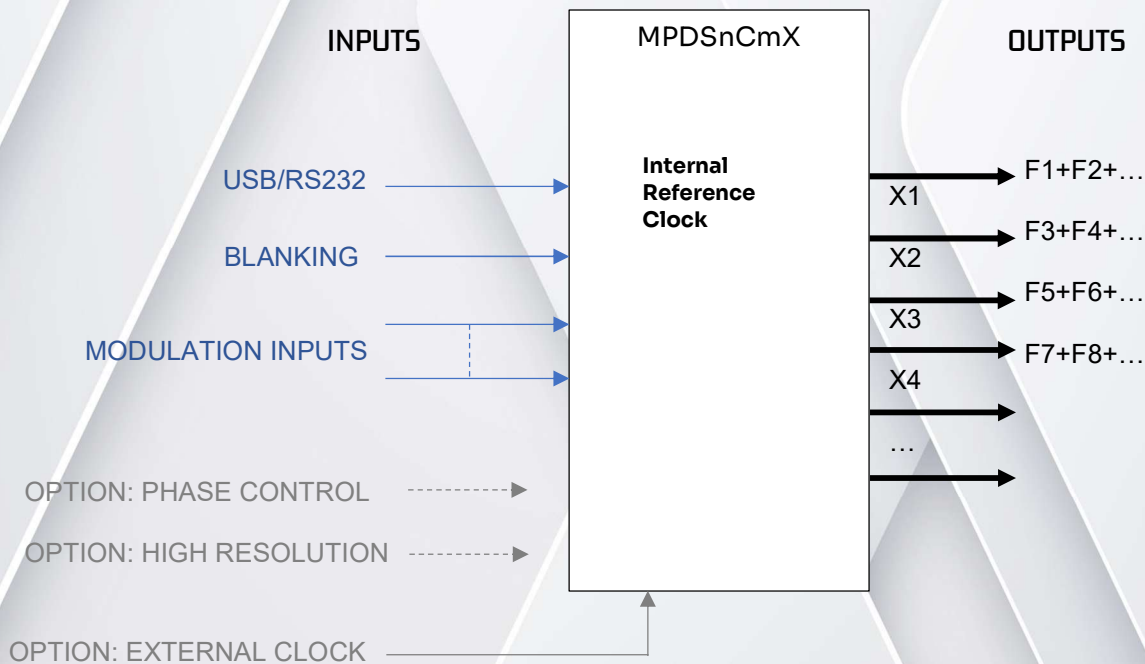 INPUTS
MPDSnCmX
OUTPUTS
Internal
Reference
Clock
USB/RS232
BLANKING
MODULATION INPUTS
OPTION: PHASE CONTROL
OPTION: HIGH RESOLUTION
OPTION: EXTERNAL CLOCK
X1
F1+F2+…
X2
F3+F4+…
X3
F5+F6+…
X4
F7+F8+…
…